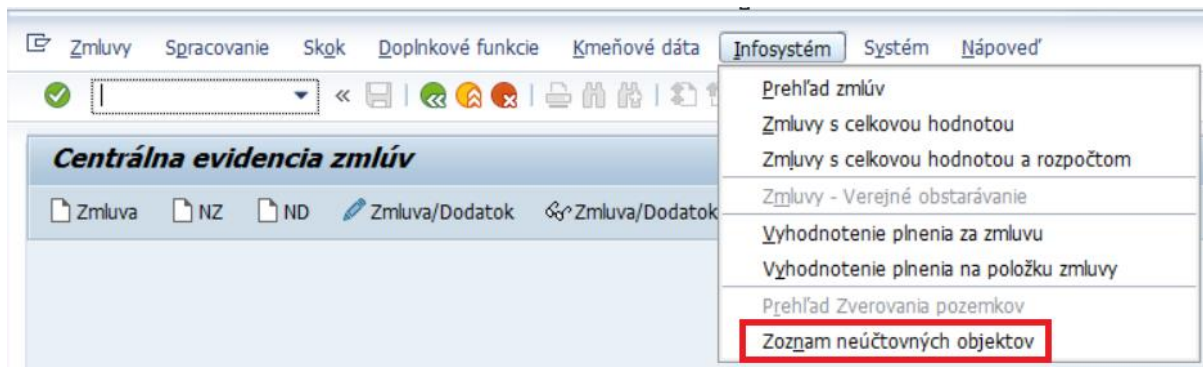 Zmluvy Spracovanie Skok Doplnkové funkcie Kmeňové dáta Infosystém Systém Nápoveď
Centrálna evidencia zmlúv
Zmluva NZ ND Zmluva/Dodatok Zmluva/Dodatok
Prehľad zmlúv
Zmluvy s celkovou hodnotou
Zmluvy s celkovou hodnotou a rozpočtom
Zmluvy - Verejné obstarávanie
Vyhodnotenie plnenia za zmluvu
Vyhodnotenie plnenia na položku zmluvy
Prehľad Zverovania pozemkov
Zoznam neúčtovných objektov